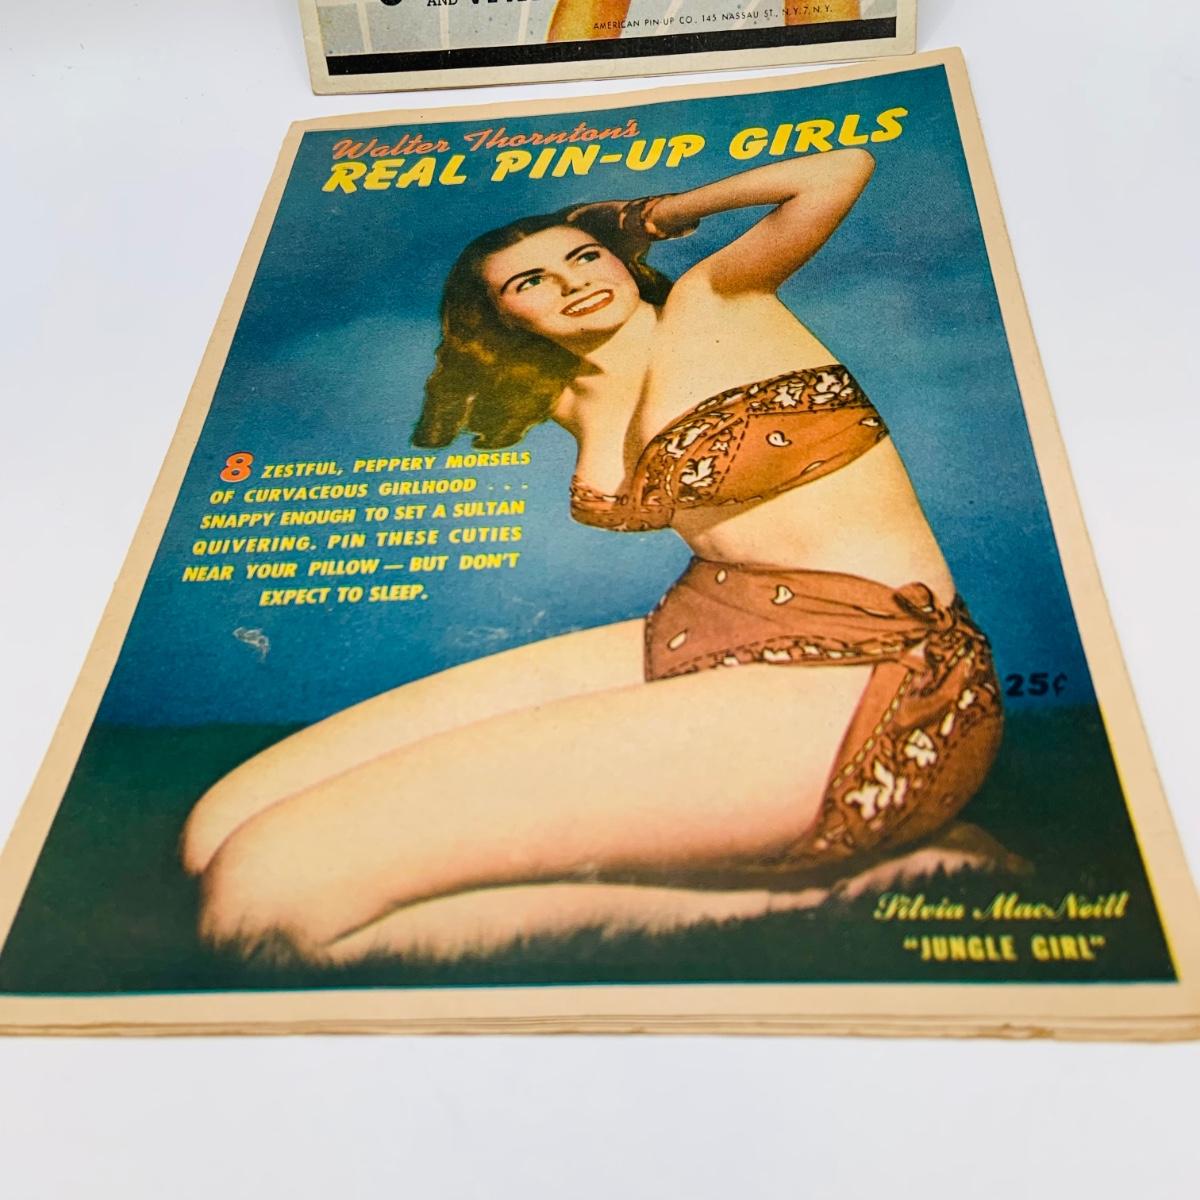 AND
AMERICAN PIN-UP CO. 145 NASSAU ST., N.Y. 7, N.Y.
Walter Thornton's
REAL PIN-UP GIRLS
8 ZESTFUL, PEPPERY MORSELS
OF CURVACEOUS GIRLHOOD . . .
SNAPPY ENOUGH TO SET A SULTAN
QUIVERING. PIN THESE CUTIES
NEAR YOUR PILLOW — BUT DON'T
EXPECT TO SLEEP.
25¢
Silvia MacNeill
"JUNGLE GIRL"